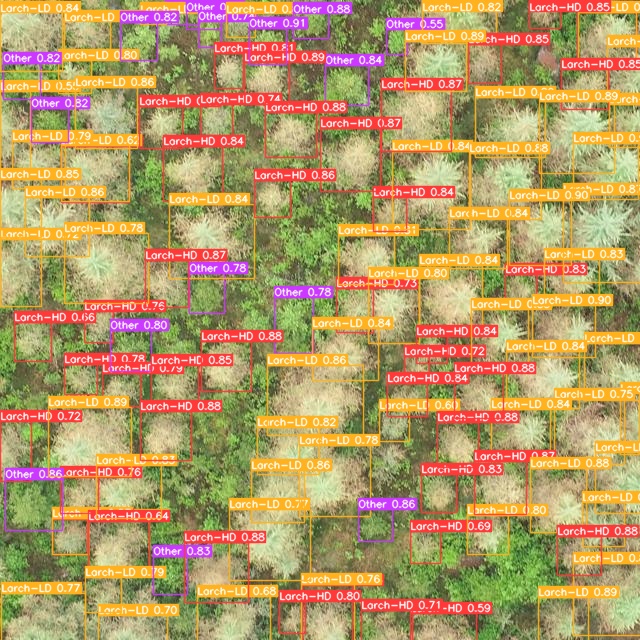 Larch-LD 0.84
Other 0.82
Other 0.88
Larch-LD 0.82
Larch-HD 0.85
Other 0.91
Other 0.55
Larch-LD 0.89
Larch-HD 0.85
Larch-HD 0.81
Larch-HD 0.89
Other 0.82
Larch-LD 0.80
Other 0.84
Larch-HD 0.85
Larch-LD 0.86
Larch-HD 0.87
Other 0.82
Larch-HD 0.74
Larch-HD 0.88
Larch-LD 0.89
Larch-HD 0.87
Larch-LD 0.79
Larch-LD 0.62
Larch-HD 0.84
Larch-LD 0.84
Larch-LD 0.88
Larch-LD 0.85
Larch-HD 0.86
Larch-LD 0.86
Larch-HD 0.84
Larch-LD 0.90
Larch-LD 0.84
Larch-LD 0.84
Larch-LD 0.78
Larch-HD 0.87
Larch-LD 0.83
Other 0.78
Larch-LD 0.84
Larch-HD 0.83
Larch-LD 0.80
Larch-HD 0.73
Other 0.78
Larch-HD 0.76
Larch-LD 0.90
Larch-HD 0.66
Other 0.80
Larch-LD 0.84
Larch-HD 0.88
Larch-HD 0.84
Larch-HD 0.78
Larch-HD 0.79
Larch-HD 0.85
Larch-LD 0.86
Larch-HD 0.72
Larch-LD 0.84
Larch-HD 0.84
Larch-HD 0.88
Larch-LD 0.75
Larch-LD 0.89
Larch-HD 0.88
Larch-LD 0.84
Larch-HD 0.72
Larch-LD 0.82
Larch-HD 0.88
Larch-LD 0.78
Larch-HD 0.87
Other 0.86
Larch-HD 0.76
Larch-LD 0.86
Larch-HD 0.83
Larch-LD 0.88
Larch-HD 0.64
Larch-LD 0.77
Other 0.86
Larch-LD 0.80
Larch-HD 0.69
Larch-HD 0.88
Larch-HD 0.88
Other 0.83
Larch-LD 0.79
Larch-LD 0.77
Larch-LD 0.76
Larch-LD 0.68
Larch-HD 0.80
Larch-LD 0.89
Larch-LD 0.70
Larch-HD 0.71
-HD 0.59